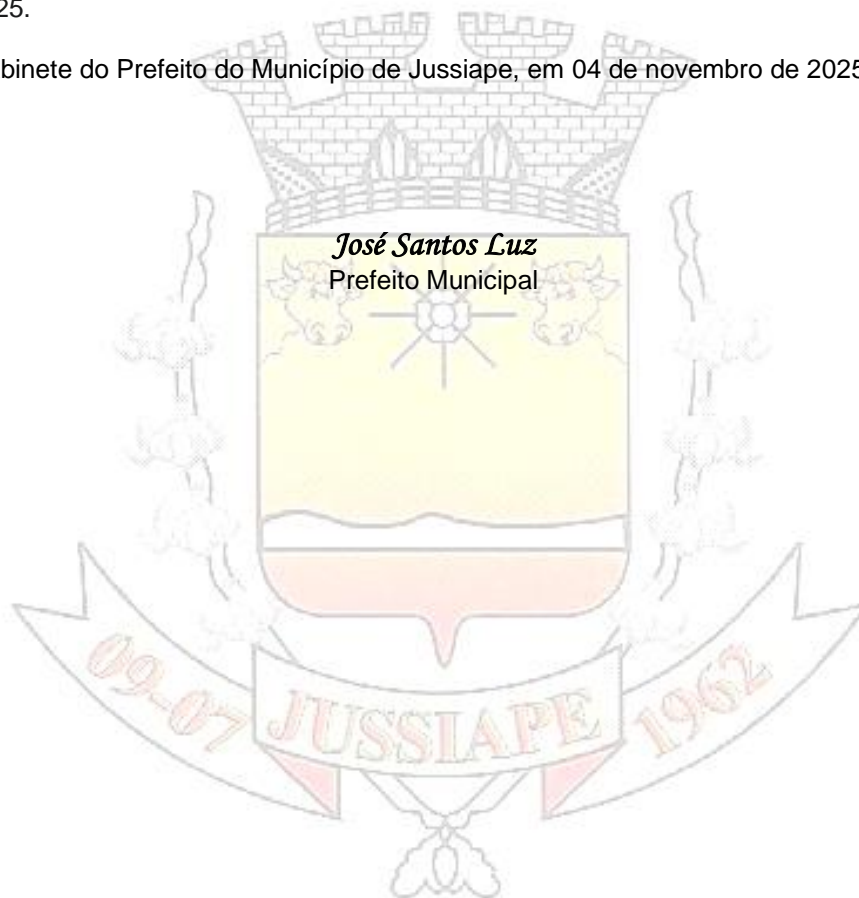 25.
binete do Prefeito do Município de Jussiape, em 04 de novembro de 2025
José Santos Luz
Prefeito Municipal
09-07 JUSSIAPE 1962